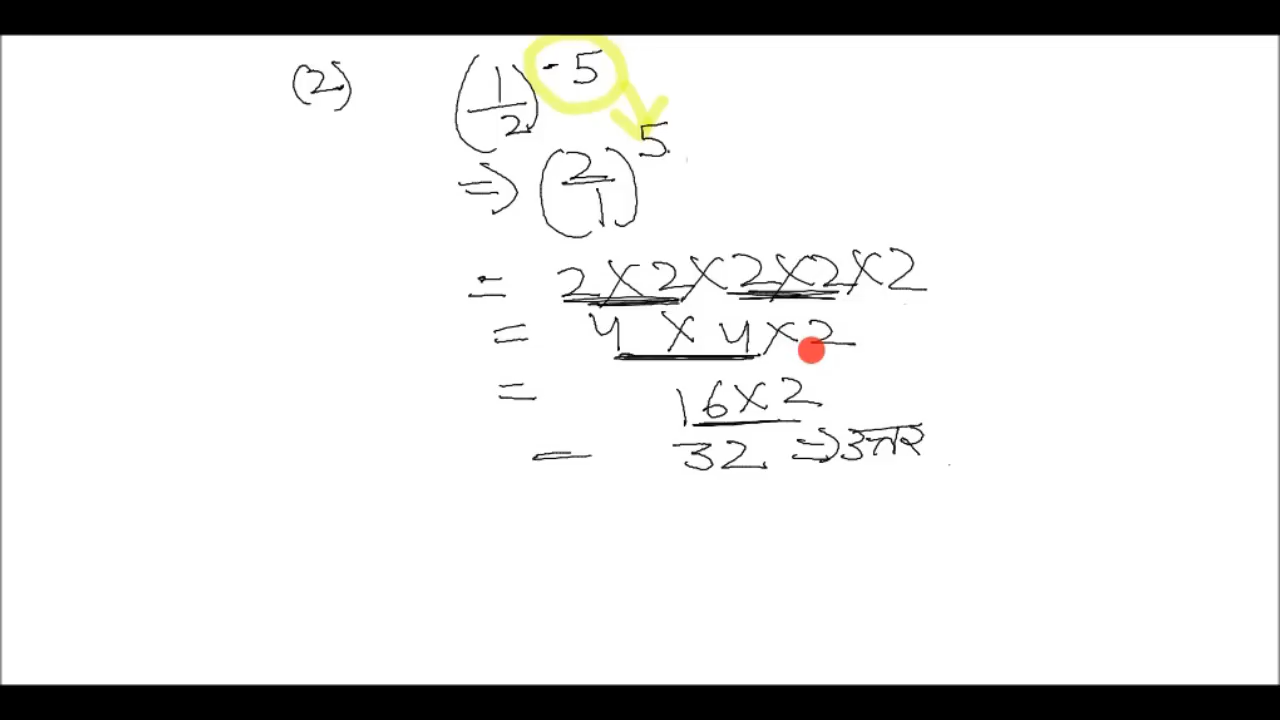 (2) (1/2)^-5
=> (2/1)^5
= 2×2×2×2×2
= 4 × 4×2
= 16×2
= 32 => उत्तर